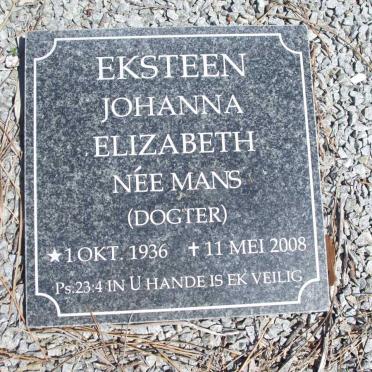 EKSTEEN
JOHANNA
ELIZABETH
NÉE MANS
(DOGTER)
★1 OKT. 1936 ✝11 MEI 2008
Ps.23:4 IN U HANDE IS EK VEILIG